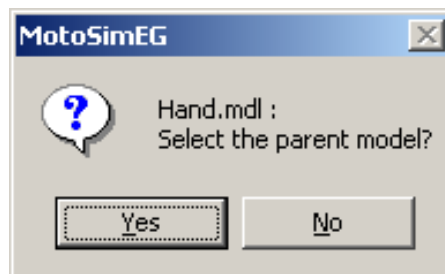 MotoSimEG
Hand.mdl :
Select the parent model?
Yes
No